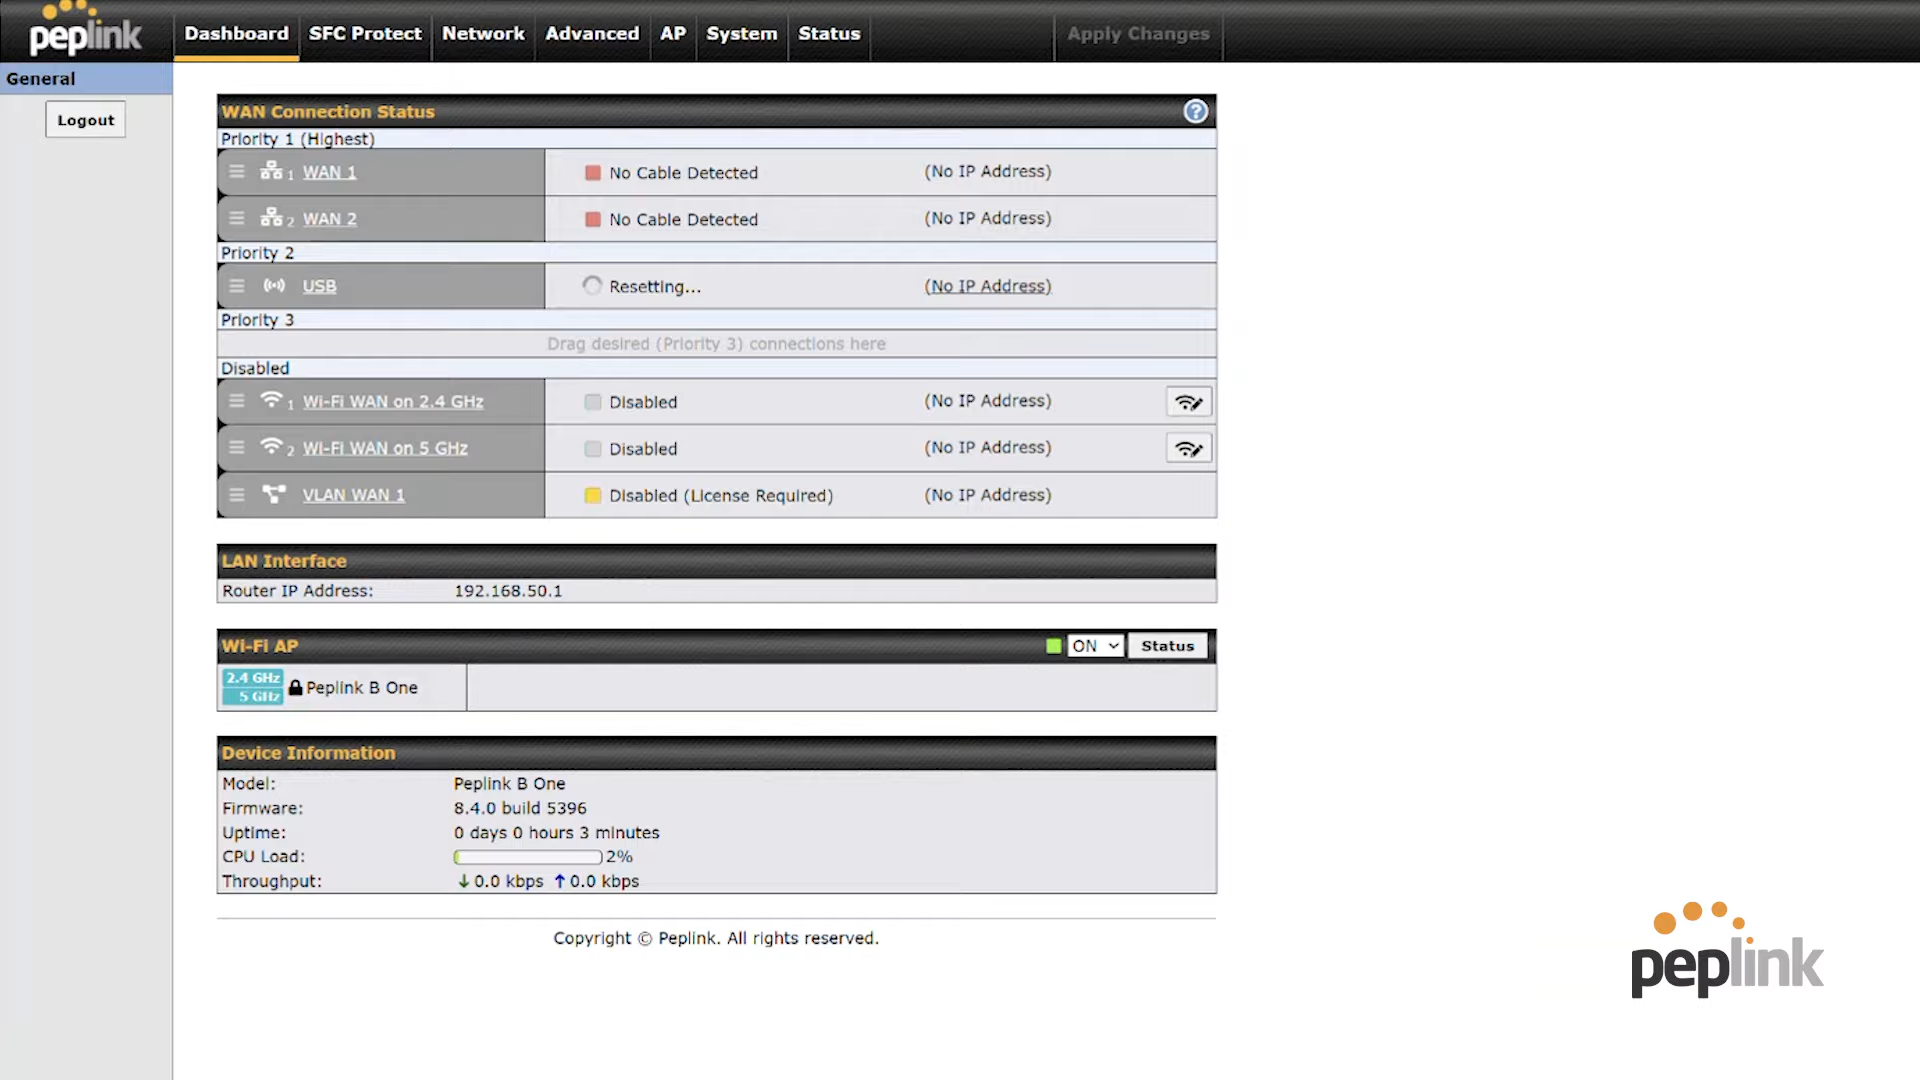 peplink
Dashboard SFC Protect Network Advanced AP System Status Apply Changes
General
Logout
WAN Connection Status ?
Priority 1 (Highest)
1 WAN 1 No Cable Detected (No IP Address)
2 WAN 2 No Cable Detected (No IP Address)
Priority 2
USB Resetting... (No IP Address)
Priority 3
Drag desired (Priority 3) connections here
Disabled
1 Wi-Fi WAN on 2.4 GHz Disabled (No IP Address)
2 Wi-Fi WAN on 5 GHz Disabled (No IP Address)
VLAN WAN 1 Disabled (License Required) (No IP Address)
LAN Interface
Router IP Address: 192.168.50.1
Wi-Fi AP ON Status
2.4 GHz
5 GHz
Peplink B One
Device Information
Model: Peplink B One
Firmware: 8.4.0 build 5396
Uptime: 0 days 0 hours 3 minutes
CPU Load: 2%
Throughput: ↓ 0.0 kbps ↑ 0.0 kbps
Copyright © Peplink. All rights reserved.
peplink